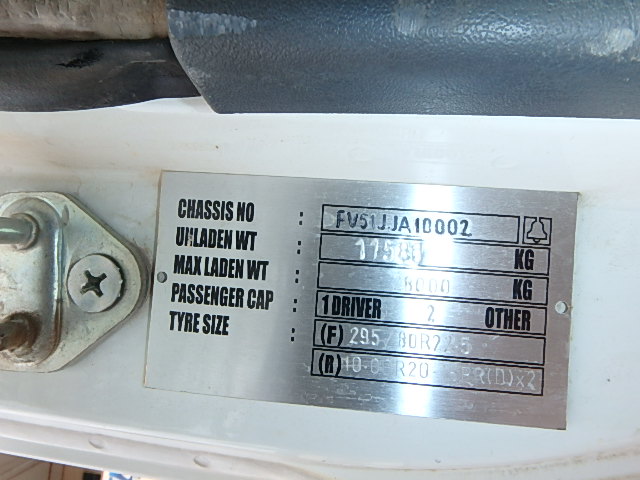 CHASSIS NO : FV51JJA10002
UNLADEN WT : KG
MAX LADEN WT : KG
PASSENGER CAP : 1 DRIVER 2 OTHER
TYRE SIZE : (F) 295/80R22.5
(R)